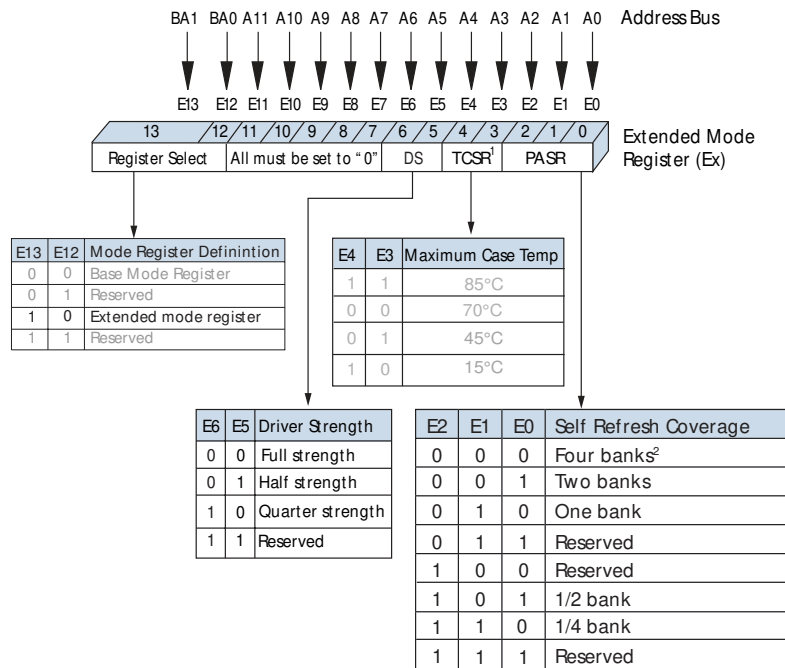 BA1 BA0 A11 A10 A9 A8 A7 A6 A5 A4 A3 A2 A1 A0 Address Bus
E13 E12 E11 E10 E9 E8 E7 E6 E5 E4 E3 E2 E1 E0
13 12 11 10 9 8 7 6 5 4 3 2 1 0
Extended Mode
Register (Ex)
Register Select All must be set to "0" DS TCSR¹ PASR
E13 E12 Mode Register Definintion
0 0 Base Mode Register
0 1 Reserved
1 0 Extended mode register
1 1 Reserved
E4 E3 Maximum Case Temp
1 1 85°C
0 0 70°C
0 1 45°C
1 0 15°C
E6 E5 Driver Strength
0 0 Full strength
0 1 Half strength
1 0 Quarter strength
1 1 Reserved
E2 E1 E0 Self Refresh Coverage
0 0 0 Four banks²
0 0 1 Two banks
0 1 0 One bank
0 1 1 Reserved
1 0 0 Reserved
1 0 1 1/2 bank
1 1 0 1/4 bank
1 1 1 Reserved